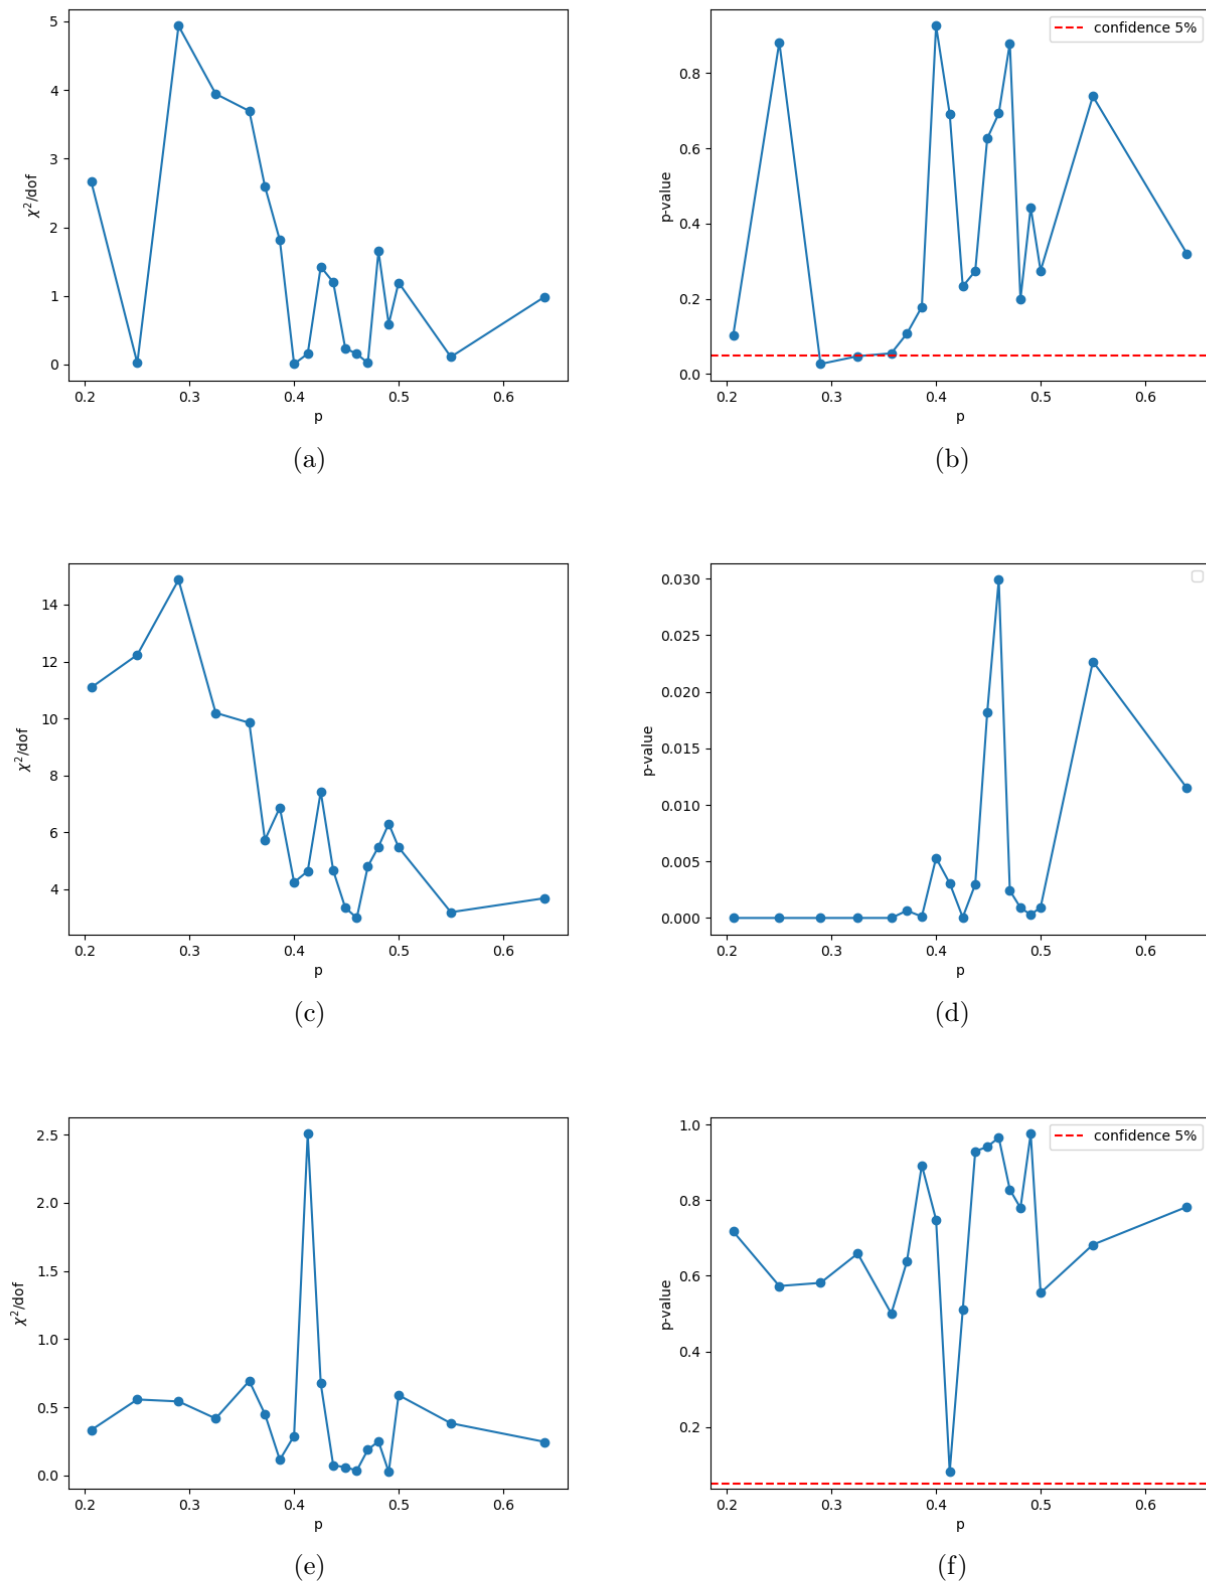 5
4
3
2
1
0
χ²/dof
0.2 0.3 0.4 0.5 0.6
p
(a)
confidence 5%
0.8
0.6
0.4
0.2
0.0
p-value
0.2 0.3 0.4 0.5 0.6
p
(b)
14
12
10
8
6
4
χ²/dof
0.2 0.3 0.4 0.5 0.6
p
(c)
0.030
0.025
0.020
0.015
0.010
0.005
0.000
p-value
0.2 0.3 0.4 0.5 0.6
p
(d)
2.5
2.0
1.5
1.0
0.5
0.0
χ²/dof
0.2 0.3 0.4 0.5 0.6
p
(e)
confidence 5%
1.0
0.8
0.6
0.4
0.2
p-value
0.2 0.3 0.4 0.5 0.6
p
(f)